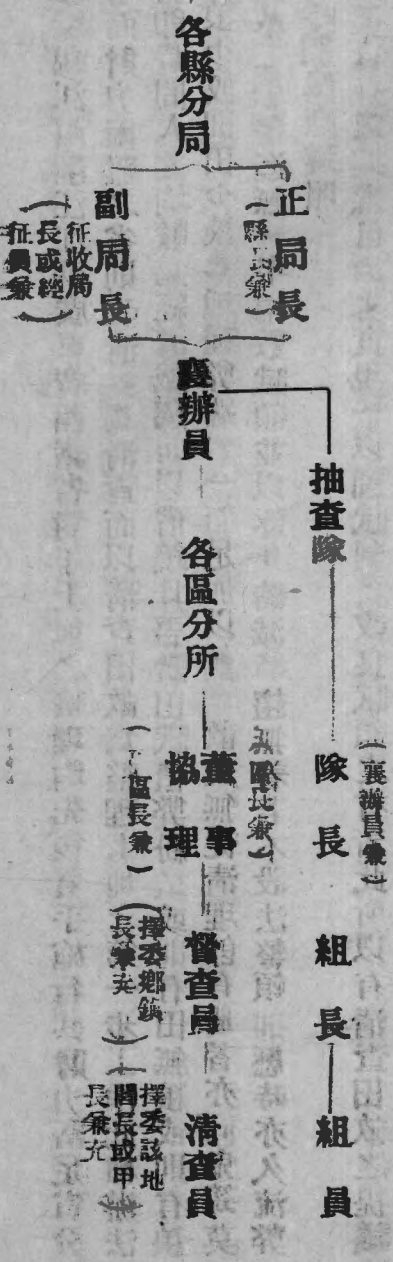 各縣分局
正局長
（縣長兼）
副局長
（征收局
長或經
征員兼）
襄辦員
抽查隊
隊長
（襄辦員兼）
組長
組員
各區分所
董事
協理
（區長兼）
督查員
（擇委鄉鎮
長兼充）
清查員
（擇委該地
閭長或甲
長兼充）